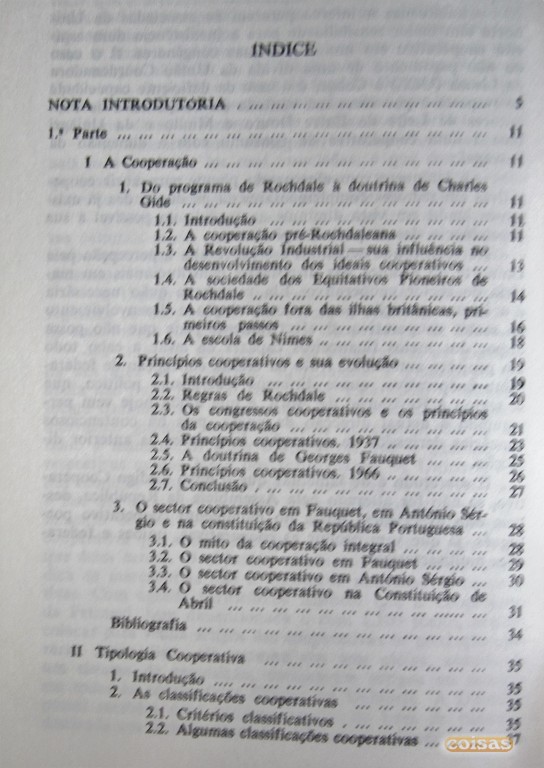 INDICE
NOTA INTRODUTÓRIA . ... ... ... ... ... ... ... ... ... ... ... ... 5
1.ª Parte ... ... ... ... ... ... ... ... ... ... ... ... ... ... ... ... ... 11
I A Cooperação ... ... ... ... ... ... ... ... ... ... ... ... ... 11
1. Do programa de Rochdale à doutrina de Charles
Gide ... ... ... ... ... ... ... ... ... ... ... ... ... ... 11
1.1. Introdução ... ... ... ... ... ... ... ... ... ... 11
1.2. A cooperação pré-Rochdaleana ... ... ... ... 11
1.3. A Revolução Industrial — sua influência no
desenvolvimento dos ideais cooperativos ... 13
1.4. A sociedade dos Equitativos Pioneiros de
Rochdale .. ... ... ... ... ... ... ... ... ... ... 14
1.5. A cooperação fora das ilhas britânicas, pri-
meiros passos ... ... ... ... ... ... ... ... ... 16
1.6. A escola de Nimes ... ... ... ... ... ... ... ... 18
2. Princípios cooperativos e sua evolução ... ... ... ... 19
2.1. Introdução ... ... ... ... ... ... ... ... ... ... 19
2.2. Regras de Rochdale ... ... ... ... ... ... ... 20
2.3. Os congressos cooperativos e os princípios
da cooperação ... ... ... ... ... ... ... ... ... 21
2.4. Princípios cooperativos, 1937 .. ... ... ... ... 23
2.5. A doutrina de Georges Fauquet ... ... ... 25
2.6. Princípios cooperativos, 1966 ... ... ... ... 26
2.7. Conclusão . ... ... ... ... ... ... ... ... ... ... 27
3. O sector cooperativo em Fauquet, em António Sér-
gio e na constituição da República Portuguesa ... 28
3.1. O mito da cooperação integral ... ... ... ... 28
3.2. O sector cooperativo em Fauquet ... ... ... 29
3.3. O sector cooperativo em António Sérgio ... 30
3.4. O sector cooperativo na Constituição de
Abril ... ... ... ... ... ... ... ... ...... ... 31
Bibliografia ... ... ... ... ... ... ... ... ... ... ... ... ... 34
II Tipologia Cooperativa ... ... ... ... ... ... ... ... ... ... 35
1. Introdução .... ... ... ... ... ... ... ... ... ... ... ... 35
2. As classificações cooperativas ... ... ... ... ... ... 35
2.1. Critérios classificativos . ... ... ... ... ... ... 35
2.2. Algumas classificações cooperativas ... ... 37
coisas